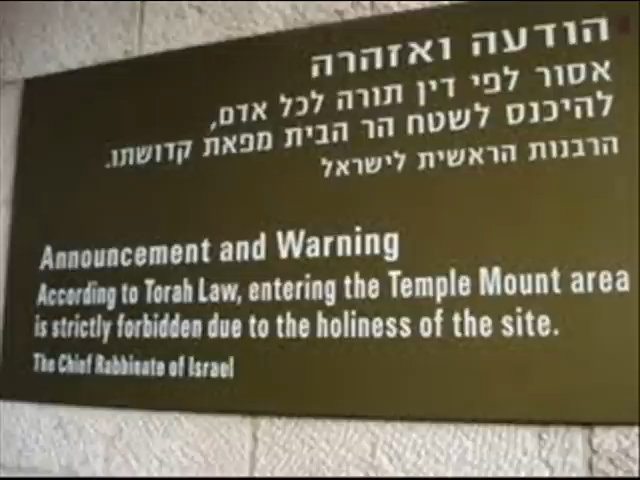 הודעה ואזהרה
אסור לפי דין תורה לכל אדם,
להיכנס לשטח הר הבית מפאת קדושתו.
הרבנות הראשית לישראל
Announcement and Warning
According to Torah Law, entering the Temple Mount area
is strictly forbidden due to the holiness of the site.
The Chief Rabbinate of Israel